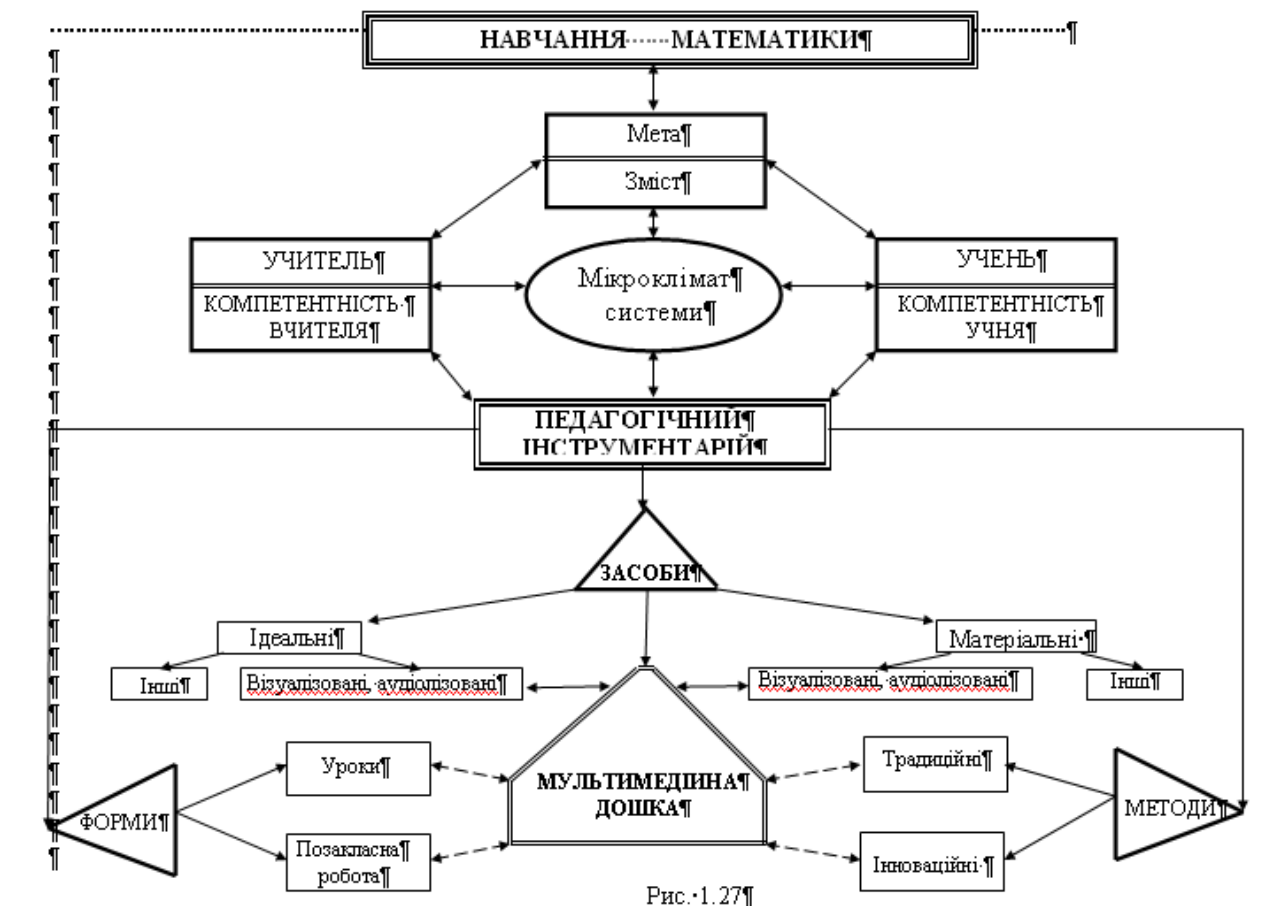 НАВЧАННЯ МАТЕМАТИКИ
Мета
Зміст
УЧИТЕЛЬ
КОМПЕТЕНТНІСТЬ
ВЧИТЕЛЯ
Мікроклімат
системи
УЧЕНЬ
КОМПЕТЕНТНІСТЬ
УЧНЯ
ПЕДАГОГІЧНИЙ
ІНСТРУМЕНТАРІЙ
ЗАСОБИ
Ідеальні
Матеріальні
Інші
Візуалізовані, аудіолізовані
Візуалізовані, аудіолізовані
Інші
Уроки
Традиційні
МУЛЬТИМЕДІЙНА
ДОШКА
ФОРМИ
МЕТОДИ
Позакласна
робота
Інноваційні
Рис. 1.27